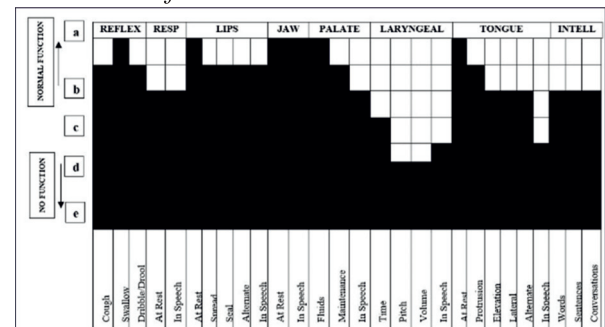 a
REFLEX RESP LIPS JAW PALATE LARYNGEAL TONGUE INTELL
NORMAL FUNCTION
b
c
d
NO FUNCTION
e
Cough
Swallow
Dribble/Drool
At Rest
In Speech
At Rest
Spread
Seal
Alternate
In Speech
At Rest
In Speech
Fluids
Maintenance
In Speech
Time
Pitch
Volume
In Speech
At Rest
Protrusion
Elevation
Lateral
Alternate
In Speech
Words
Sentences
Conversations